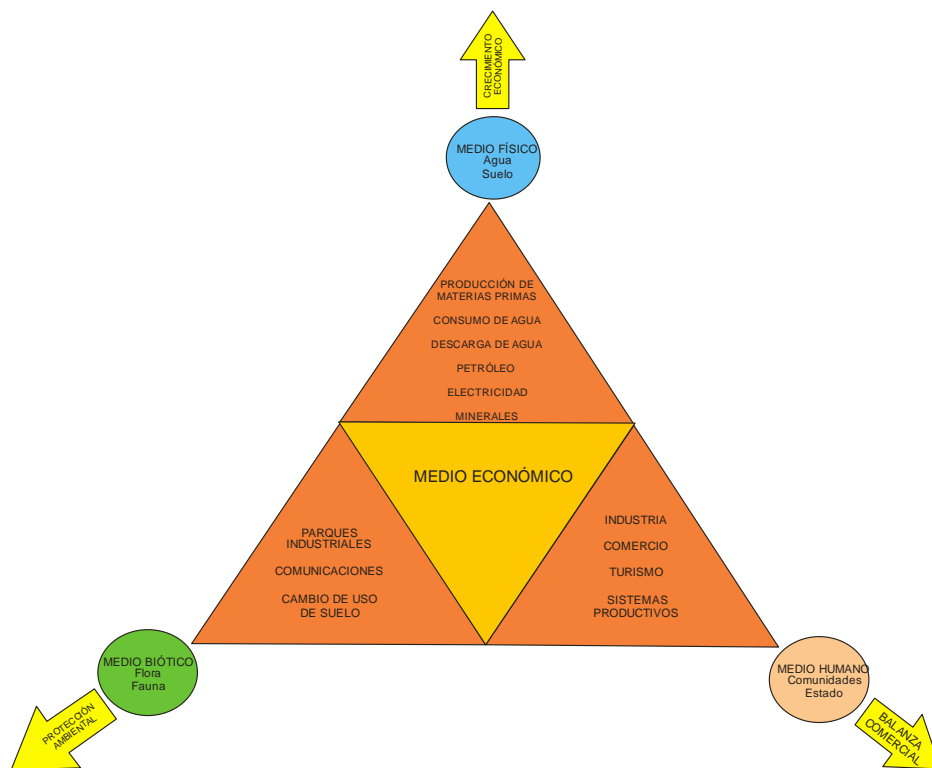 CRECIMIENTO
ECONÓMICO
MEDIO FÍSICO
Agua
Suelo
PRODUCCIÓN DE
MATERIAS PRIMAS
CONSUMO DE AGUA
DESCARGA DE AGUA
PETRÓLEO
ELECTRICIDAD
MINERALES
MEDIO ECONÓMICO
PARQUES
INDUSTRIALES
COMUNICACIONES
CAMBIO DE USO
DE SUELO
INDUSTRIA
COMERCIO
TURISMO
SISTEMAS
PRODUCTIVOS
MEDIO BIÓTICO
Flora
Fauna
PROTECCIÓN
AMBIENTAL
MEDIO HUMANO
Comunidades
Estado
BALANZA
COMERCIAL